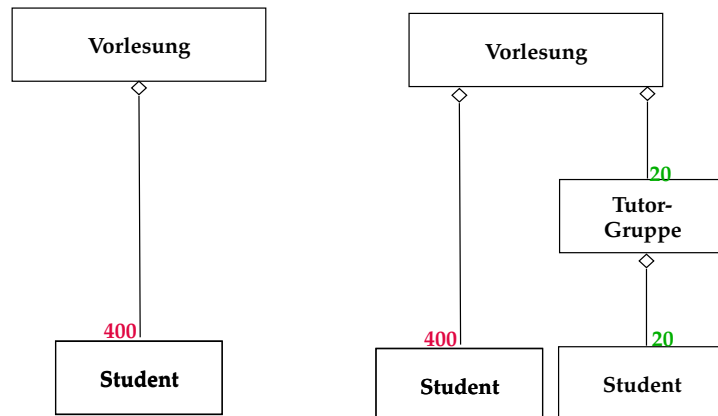 Vorlesung
400
Student
Vorlesung
20
Tutor-
Gruppe
400
Student
20
Student